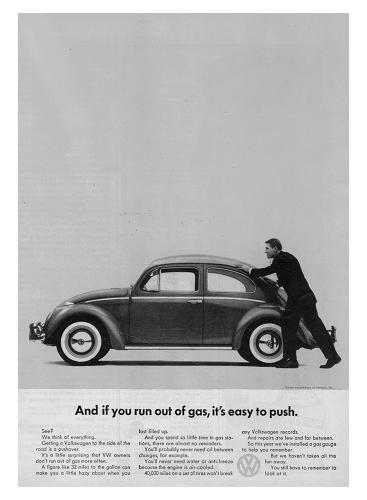 And if you run out of gas, it's easy to push.
See?
We think of everything.
Getting a Volkswagen to the side of the
road is a pushover.
It's a little surprising that VW owners
don't run out of gas more often.
A figure like 32 miles to the gallon can
make you a little hazy about when you
last filled up.
And you spend so little time in gas sta-
tions, there are almost no reminders.
You'll probably never need oil between
changes, for example.
You'll never need water or anti-freeze
because the engine is air-cooled.
40,000 miles on a set of tires won't break
any Volkswagen records.
And repairs are few and far between.
So this year we've installed a gas gauge
to help you remember.
But we haven't taken all the
fun away.
You still have to remember to
look at it.